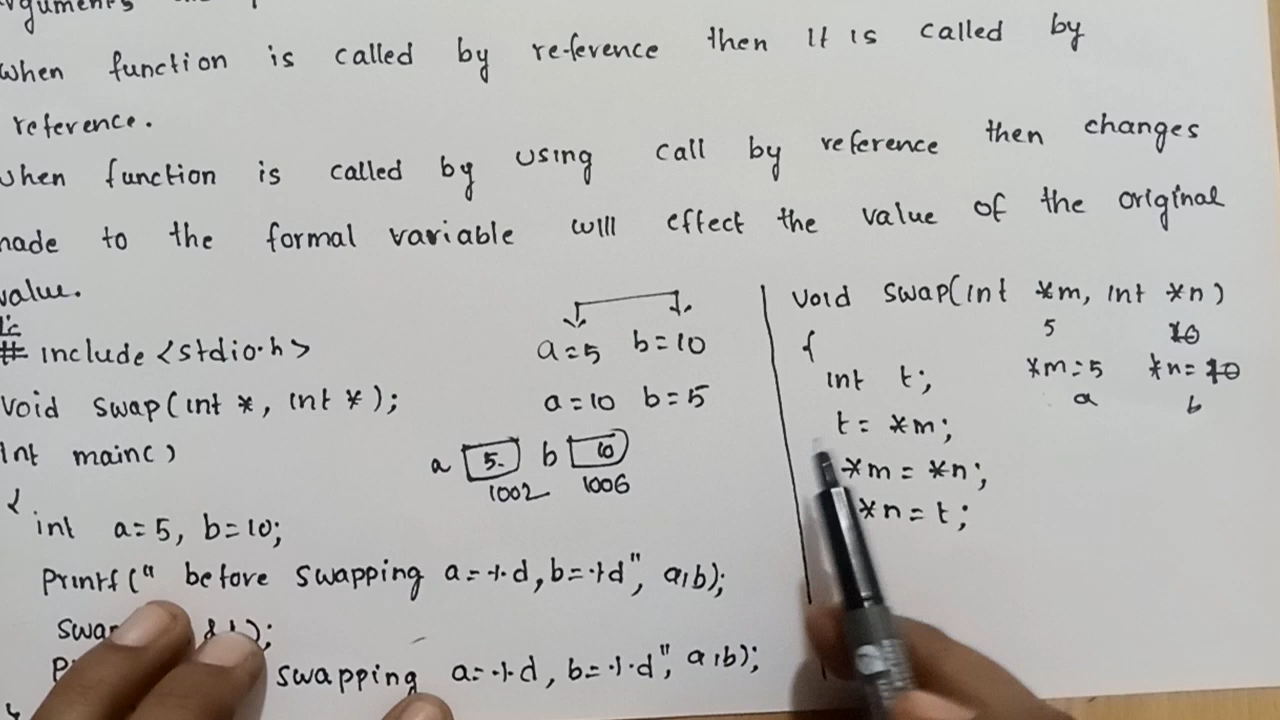 arguments
when function is called by reference then it is called by
reference.
when function is called by using call by reference then changes
made to the formal variable will effect the value of the original
value.
# include <stdio.h>
void swap(int *, int *);
int main()
{
int a=5, b=10;
printf(" before swapping a=%d, b=%d", a,b);
swap &b);
swapping a=%d, b=%d", a,b);
a=5 b=10
a=10 b=5
a 5. b 10
1002 1006
void swap(int *m, int *n)
5 10
{
*m=5 *n=10
int t;
a b
t = *m;
*m = *n;
*n = t;